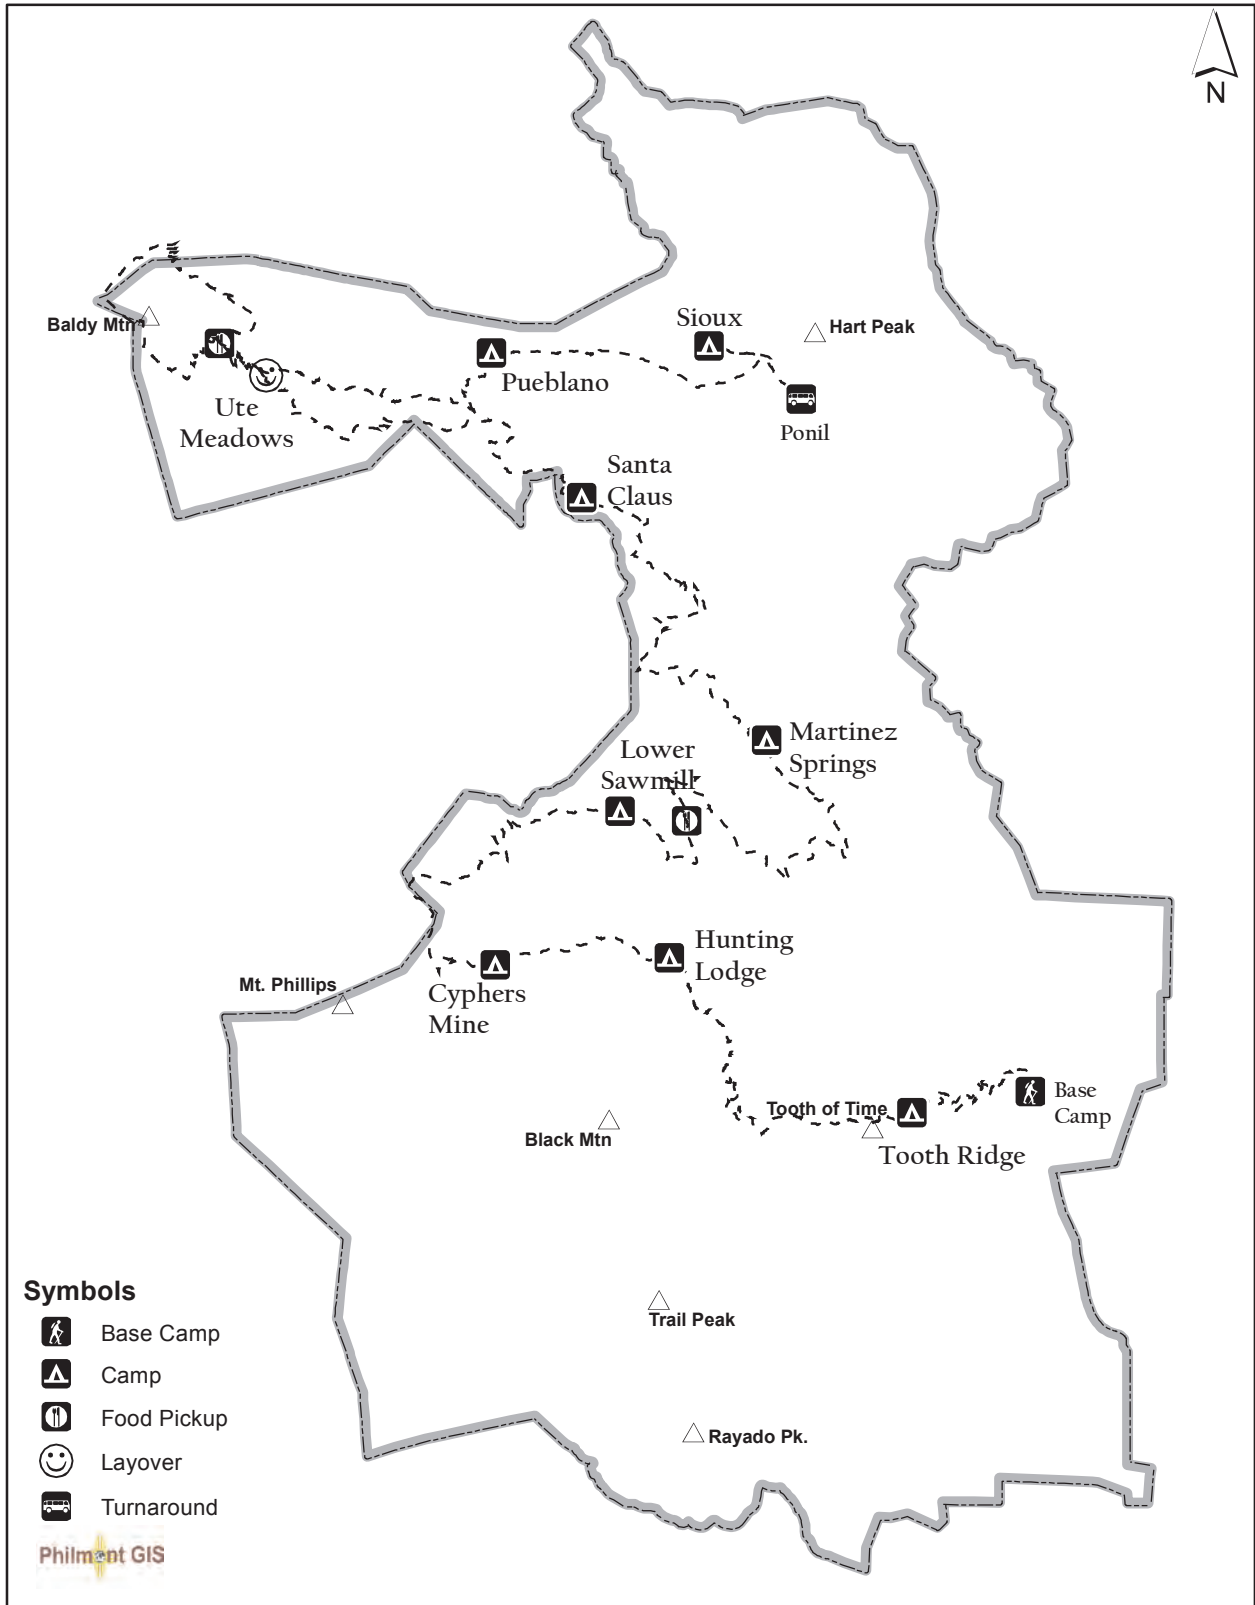 N
Baldy Mtn
Sioux
Hart Peak
Pueblano
Ponil
Ute
Meadows
Santa
Claus
Martinez
Springs
Lower
Sawmill
Hunting
Lodge
Cyphers
Mine
Mt. Phillips
Base
Camp
Tooth of Time
Tooth Ridge
Black Mtn
Trail Peak
Rayado Pk.
Symbols
Base Camp
Camp
Food Pickup
Layover
Turnaround
Philmont GIS